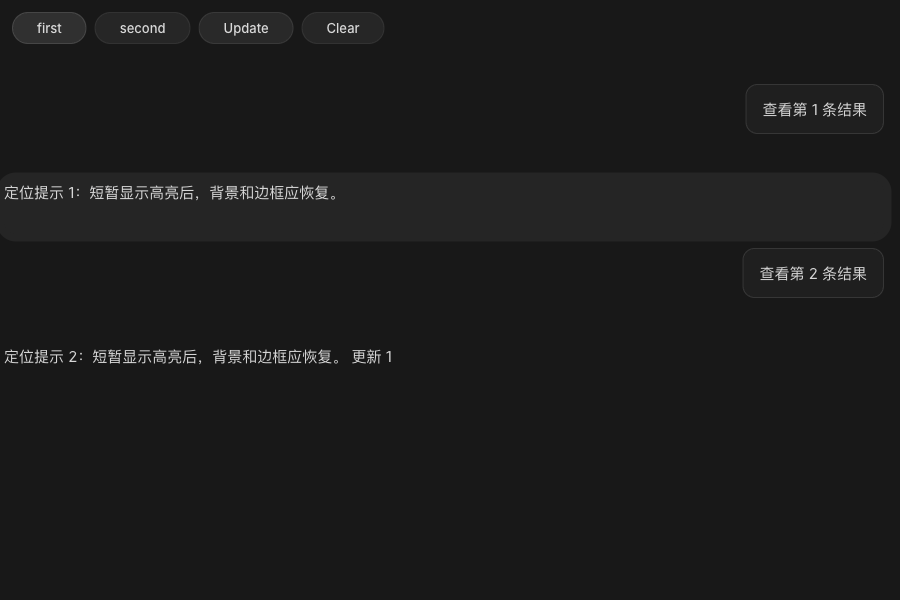 first second Update Clear
查看第 1 条结果
定位提示 1：短暂显示高亮后，背景和边框应恢复。
查看第 2 条结果
定位提示 2：短暂显示高亮后，背景和边框应恢复。 更新 1